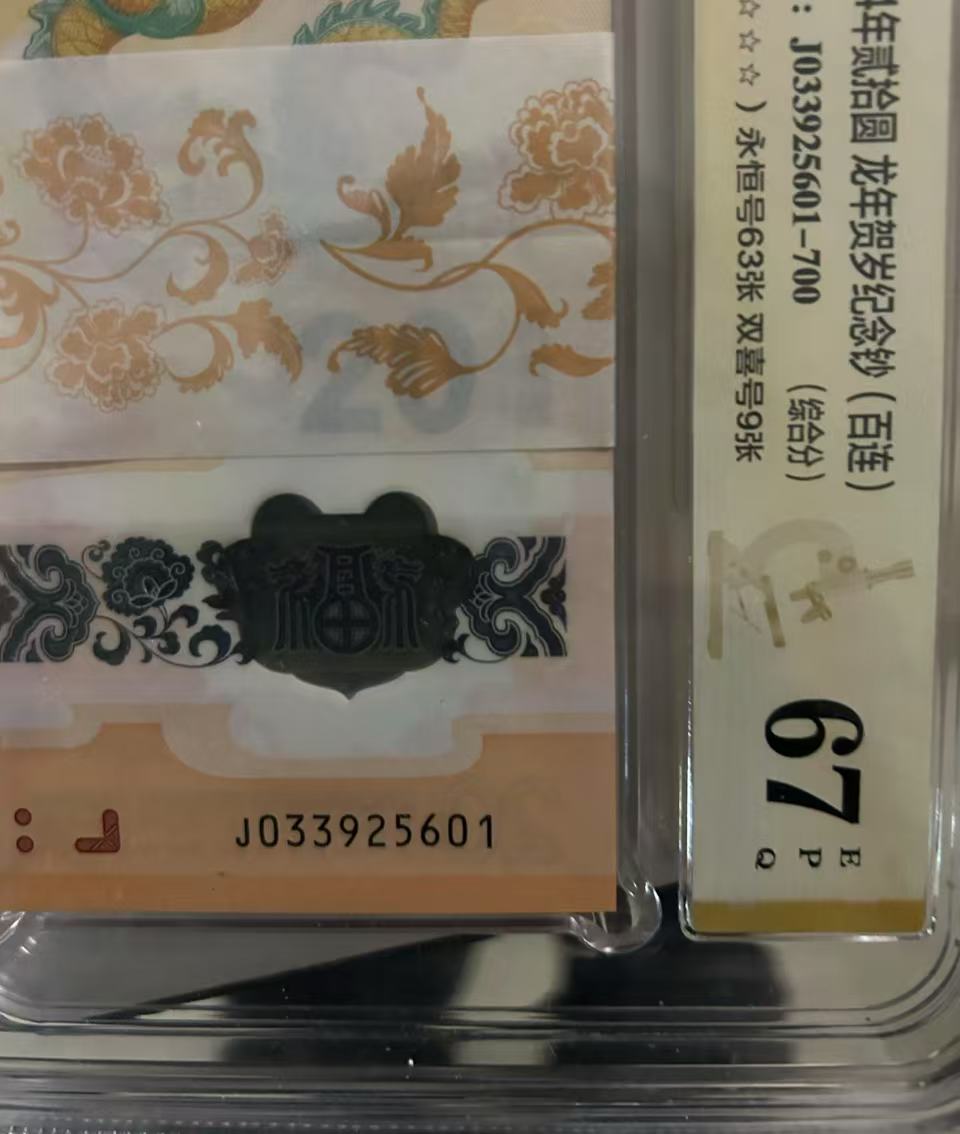 年贰拾圆 龙年贺岁纪念钞（百连）
：J033925601-700 （综合分）
☆☆☆）永恒号63张 双喜号9张
67
E
P
Q
20
J033925601